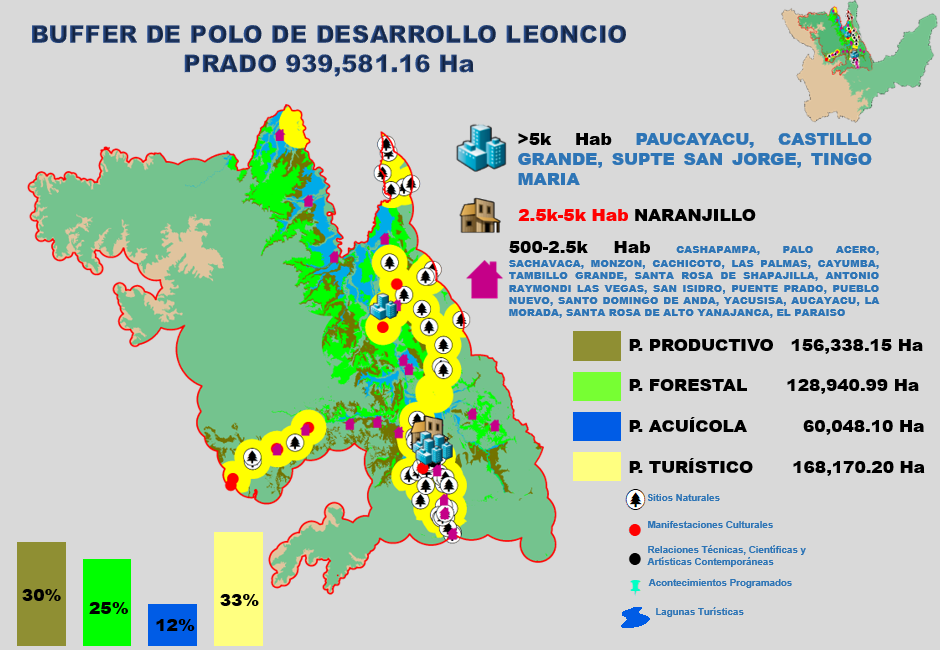 BUFFER DE POLO DE DESARROLLO LEONCIO
PRADO 939,581.16 Ha
>5k Hab PAUCAYACU, CASTILLO
GRANDE, SUPTE SAN JORGE, TINGO
MARIA
2.5k-5k Hab NARANJILLO
500-2.5k Hab CASHAPAMPA, PALO ACERO,
SACHAVACA, MONZON, CACHICOTO, LAS PALMAS, CAYUMBA,
TAMBILLO GRANDE, SANTA ROSA DE SHAPAJILLA, ANTONIO
RAYMONDI LAS VEGAS, SAN ISIDRO, PUENTE PRADO, PUEBLO
NUEVO, SANTO DOMINGO DE ANDA, YACUSISA, AUCAYACU, LA
MORADA, SANTA ROSA DE ALTO YANAJANCA, EL PARAISO
P. PRODUCTIVO 156,338.15 Ha
P. FORESTAL 128,940.99 Ha
P. ACUÍCOLA 60,048.10 Ha
P. TURÍSTICO 168,170.20 Ha
Sitios Naturales
Manifestaciones Culturales
Relaciones Técnicas, Científicas y
Artísticas Contemporáneas
Acontecimientos Programados
Lagunas Turísticas
30%
25%
12%
33%